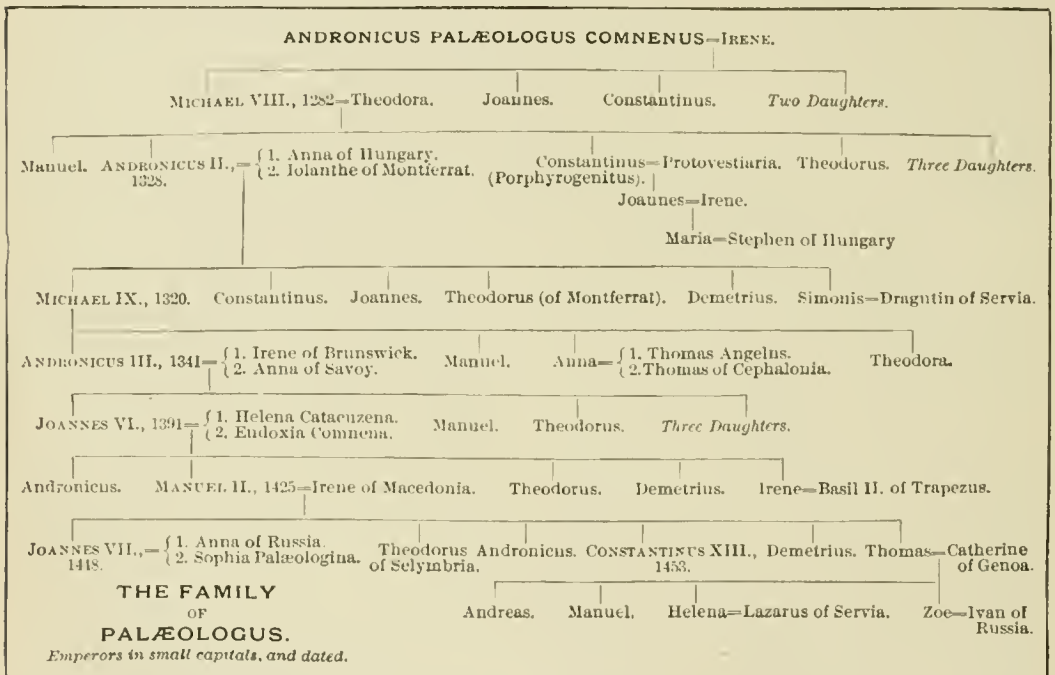 ANDRONICUS PALÆOLOGUS COMNENUS=IRENE.
MICHAEL VIII., 1282=Theodora. Joannes. Constantinus. Two Daughters.
Manuel. ANDRONICUS II.,= { 1. Anna of Hungary. Constantinus=Protovestiaria. Theodorus. Three Daughters.
1328. { 2. Iolanthe of Montferrat. (Porphyrogenitus).
Joannes=Irene.
Maria=Stephen of Hungary
MICHAEL IX., 1320. Constantinus. Joannes. Theodorus (of Montferrat). Demetrius. Simonis=Dragutin of Servia.
ANDRONICUS III., 1341= { 1. Irene of Brunswick. Manuel. Anna= { 1. Thomas Angelus. Theodora.
{ 2. Anna of Savoy. { 2. Thomas of Cephalonia.
JOANNES VI., 1391= { 1. Helena Catacuzena. Manuel. Theodorus. Three Daughters.
{ 2. Eudoxia Comnena.
Andronicus. MANUEL II., 1425=Irene of Macedonia. Theodorus. Demetrius. Irene=Basil II. of Trapezus.
JOANNES VII.,= { 1. Anna of Russia. Theodorus Andronicus. CONSTANTINUS XIII., Demetrius. Thomas=Catherine
1448. { 2. Sophia Palæologina. of Selymbria. 1453. of Genoa.
THE FAMILY
OF
PALÆOLOGUS.
Emperors in small capitals, and dated.
Andreas. Manuel. Helena=Lazarus of Servia. Zoe=Ivan of
Russia.